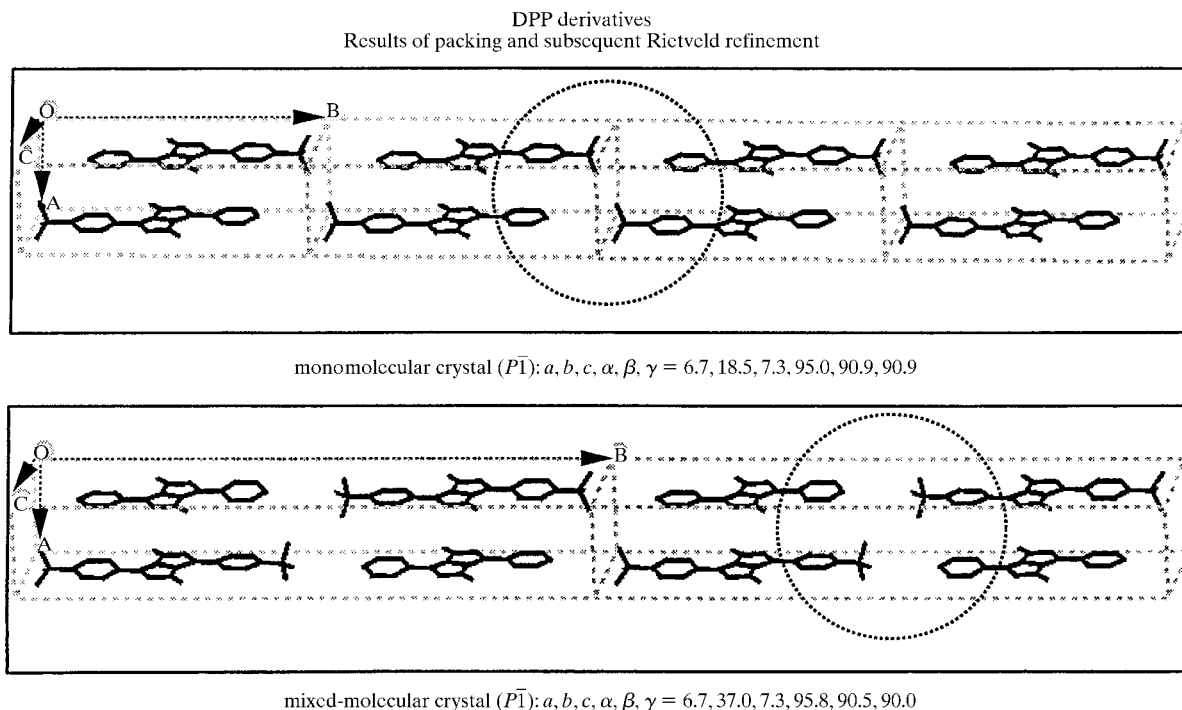 DPP derivatives
Results of packing and subsequent Rietveld refinement
O
B
C
A
monomolecular crystal (P1̅): a, b, c, α, β, γ = 6.7, 18.5, 7.3, 95.0, 90.9, 90.9
O
B
C
A
mixed-molecular crystal (P1̅): a, b, c, α, β, γ = 6.7, 37.0, 7.3, 95.8, 90.5, 90.0